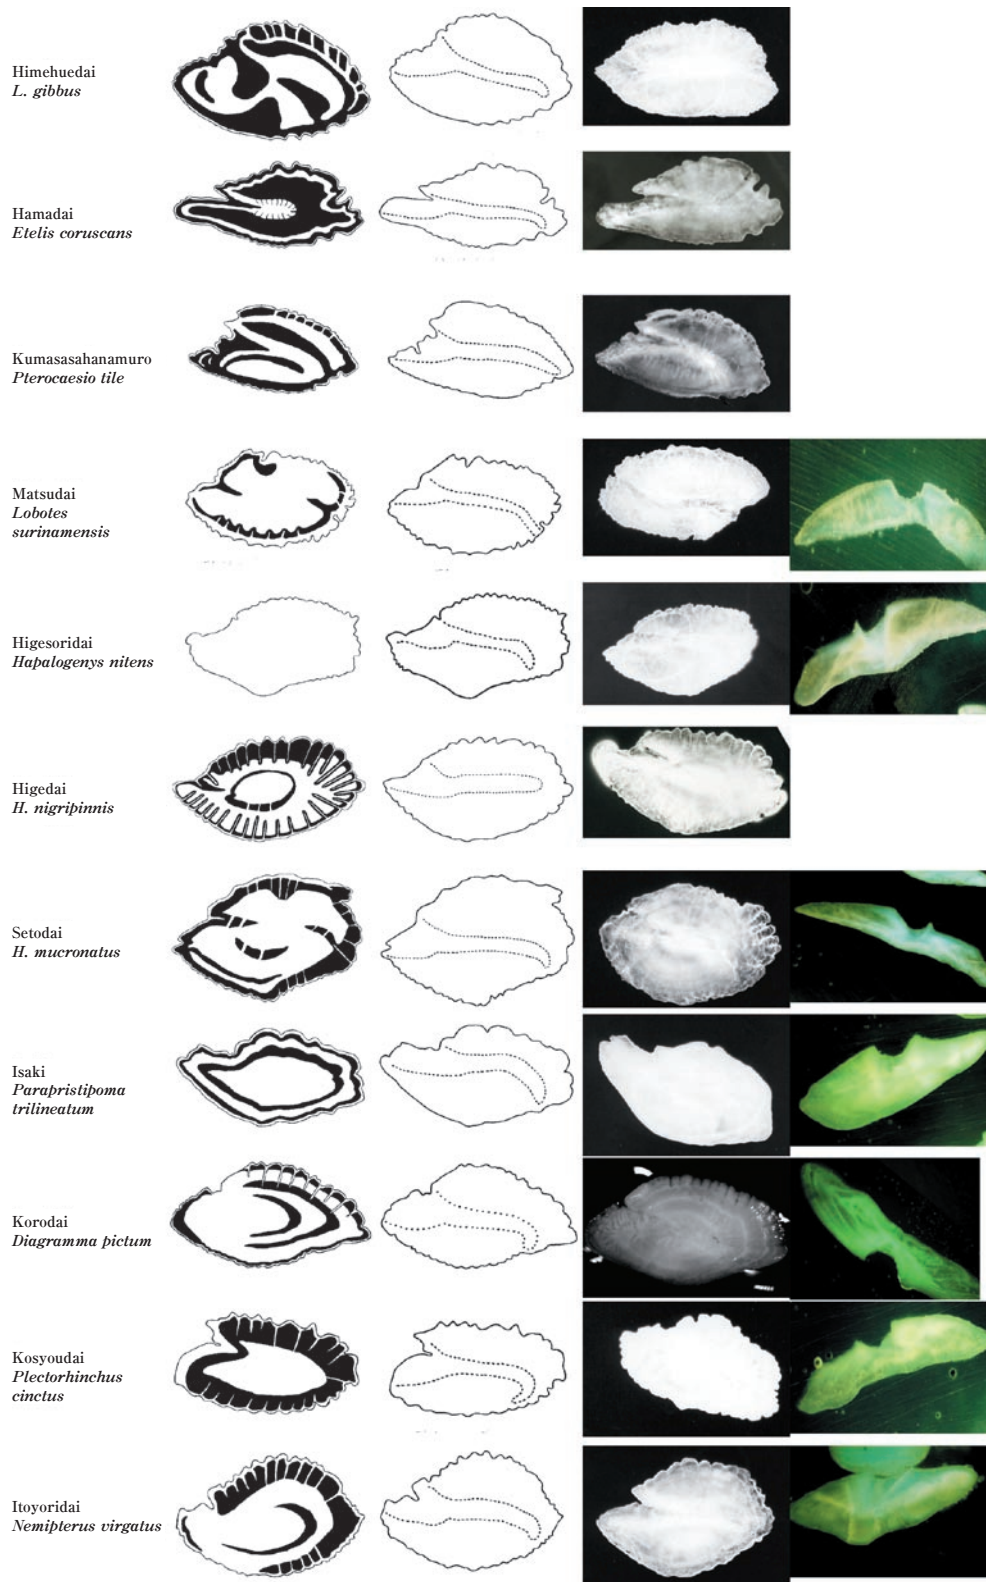 Himehuedai
L. gibbus
Hamadai
Etelis coruscans
Kumasasahanamuro
Pterocaesio tile
Matsudai
Lobotes
surinamensis
Higesoridai
Hapalogenys nitens
Higedai
H. nigripinnis
Setodai
H. mucronatus
Isaki
Parapristipoma
trilineatum
Korodai
Diagramma pictum
Kosyoudai
Plectorhinchus
cinctus
Itoyoridai
Nemipterus virgatus